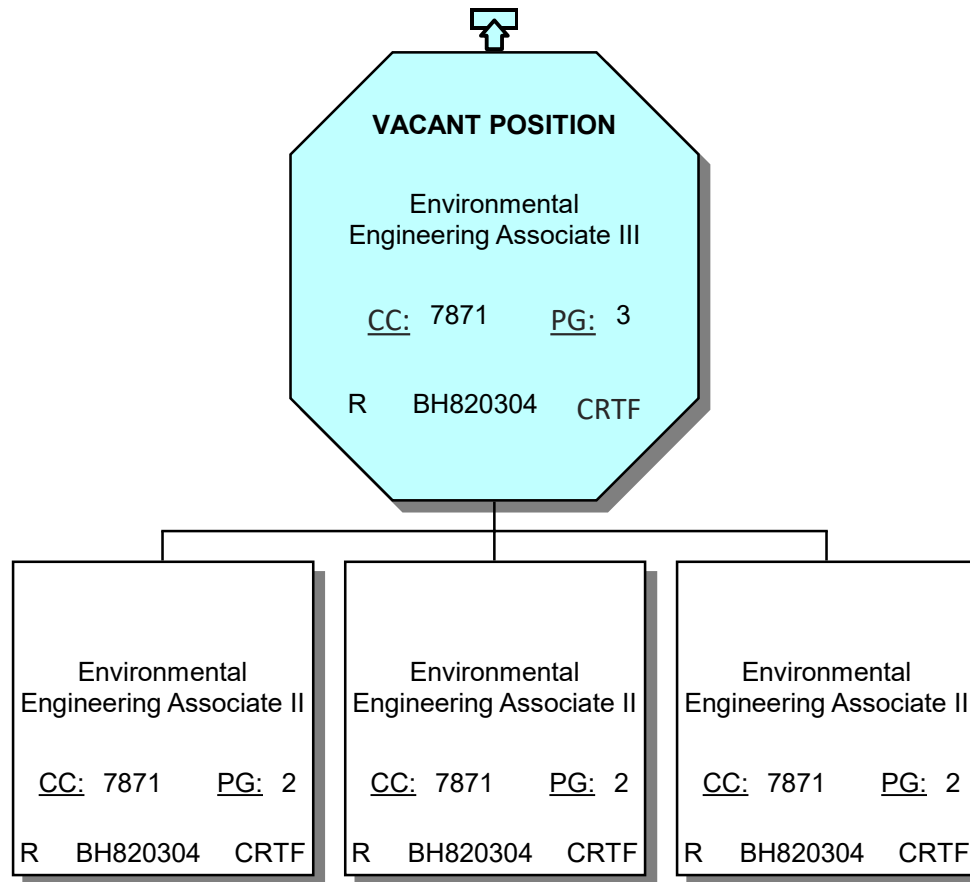 VACANT POSITION
Environmental
Engineering Associate III
CC: 7871 PG: 3
R BH820304 CRTF
Environmental
Engineering Associate II
CC: 7871 PG: 2
R BH820304 CRTF
Environmental
Engineering Associate II
CC: 7871 PG: 2
R BH820304 CRTF
Environmental
Engineering Associate II
CC: 7871 PG: 2
R BH820304 CRTF